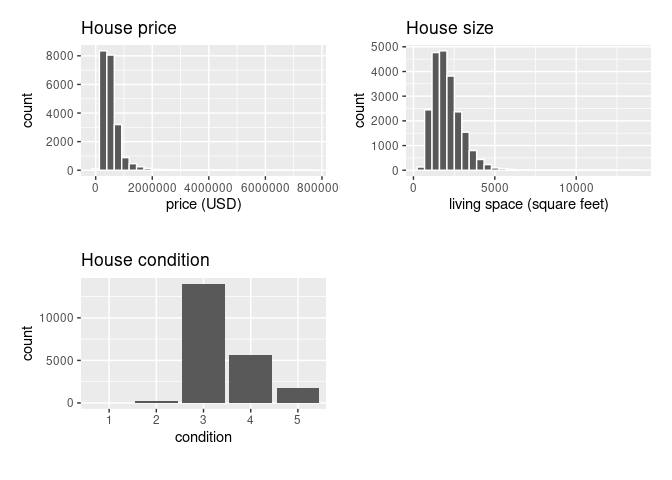 House price
8000
6000
4000
2000
0
count
0 2000000 4000000 6000000 8000000
price (USD)
House size
5000
4000
3000
2000
1000
0
count
0 5000 10000
living space (square feet)
House condition
10000
5000
0
count
1 2 3 4 5
condition